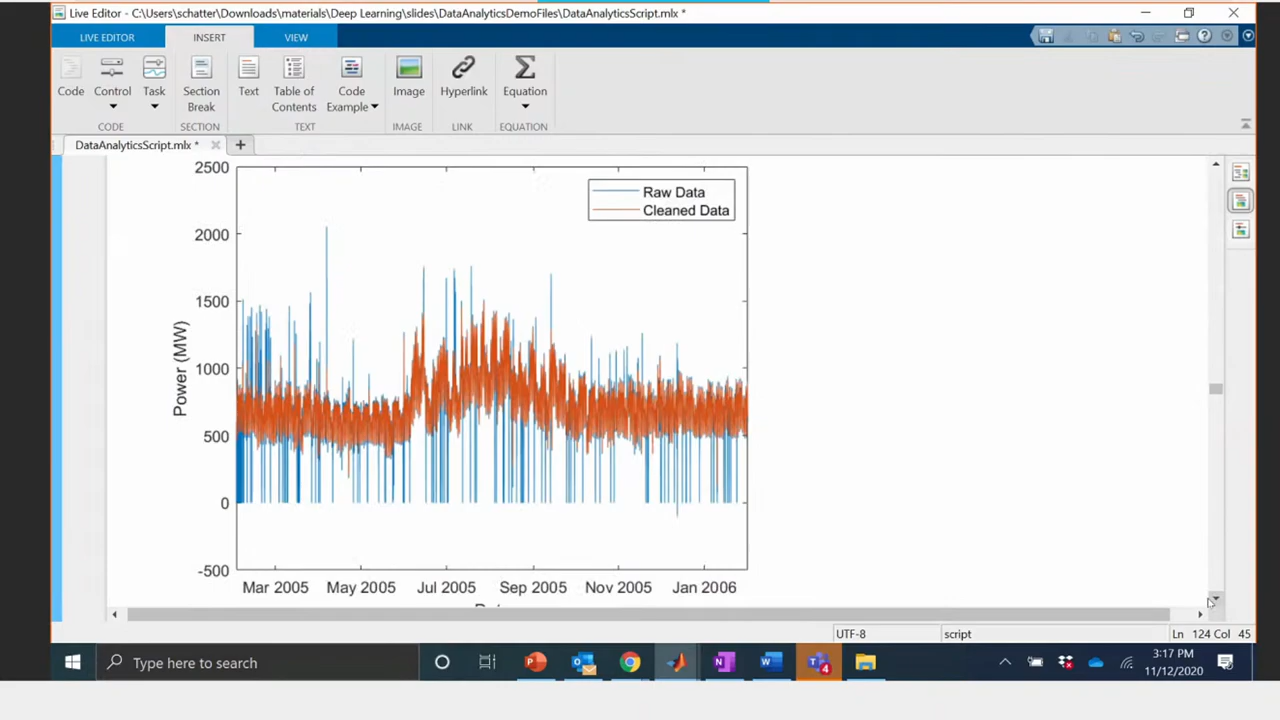 Live Editor - C:\Users\schatter\Downloads\materials\Deep Learning\slides\DataAnalyticsDemoFiles\DataAnalyticsScript.mlx *
LIVE EDITOR INSERT VIEW
Code Control Task Section Break Text Table of Contents Code Example Image Hyperlink Equation
CODE SECTION TEXT IMAGE LINK EQUATION
DataAnalyticsScript.mlx *
2500
Raw Data
Cleaned Data
2000
1500
1000
500
0
-500
Power (MW)
Mar 2005 May 2005 Jul 2005 Sep 2005 Nov 2005 Jan 2006
UTF-8 script Ln 124 Col 45
Type here to search
4
3:17 PM
11/12/2020